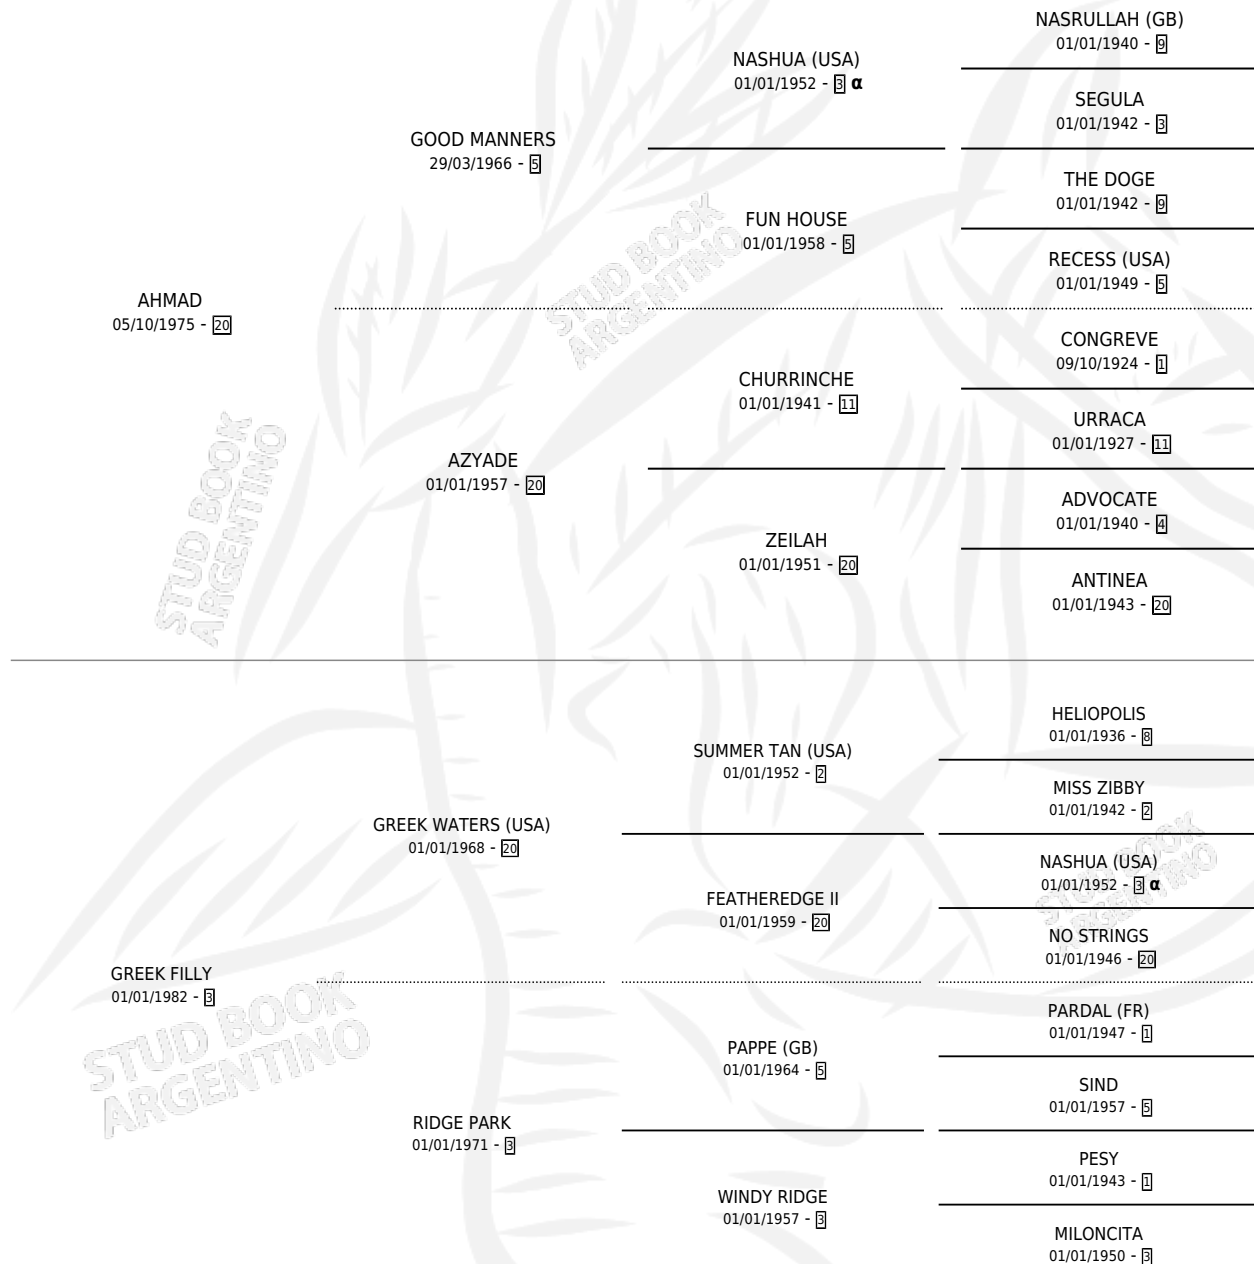 NASRULLAH (GB)
01/01/1940 - 9
NASHUA (USA)
01/01/1952 - 3 α
SEGULA
01/01/1942 - 3
GOOD MANNERS
29/03/1966 - 5
THE DOGE
01/01/1942 - 9
FUN HOUSE
01/01/1958 - 5
RECESS (USA)
01/01/1949 - 5
AHMAD
05/10/1975 - 20
CONGREVE
09/10/1924 - 1
CHURRINCHE
01/01/1941 - 11
URRACA
01/01/1927 - 11
AZYADE
01/01/1957 - 20
ADVOCATE
01/01/1940 - 4
ZEILAH
01/01/1951 - 20
ANTINEA
01/01/1943 - 20
HELIOPOLIS
01/01/1936 - 8
SUMMER TAN (USA)
01/01/1952 - 2
MISS ZIBBY
01/01/1942 - 2
GREEK WATERS (USA)
01/01/1968 - 20
NASHUA (USA)
01/01/1952 - 3 α
FEATHEREDGE II
01/01/1959 - 20
NO STRINGS
01/01/1946 - 20
GREEK FILLY
01/01/1982 - 3
PARDAL (FR)
01/01/1947 - 1
PAPPE (GB)
01/01/1964 - 5
SIND
01/01/1957 - 5
RIDGE PARK
01/01/1971 - 3
PESY
01/01/1943 - 1
WINDY RIDGE
01/01/1957 - 3
MILONCITA
01/01/1950 - 3
STUD BOOK
ARGENTINO
STUD BOOK
ARGENTINO
STUD BOOK
ARGENTINO
STUD BOOK
ARGENTINO